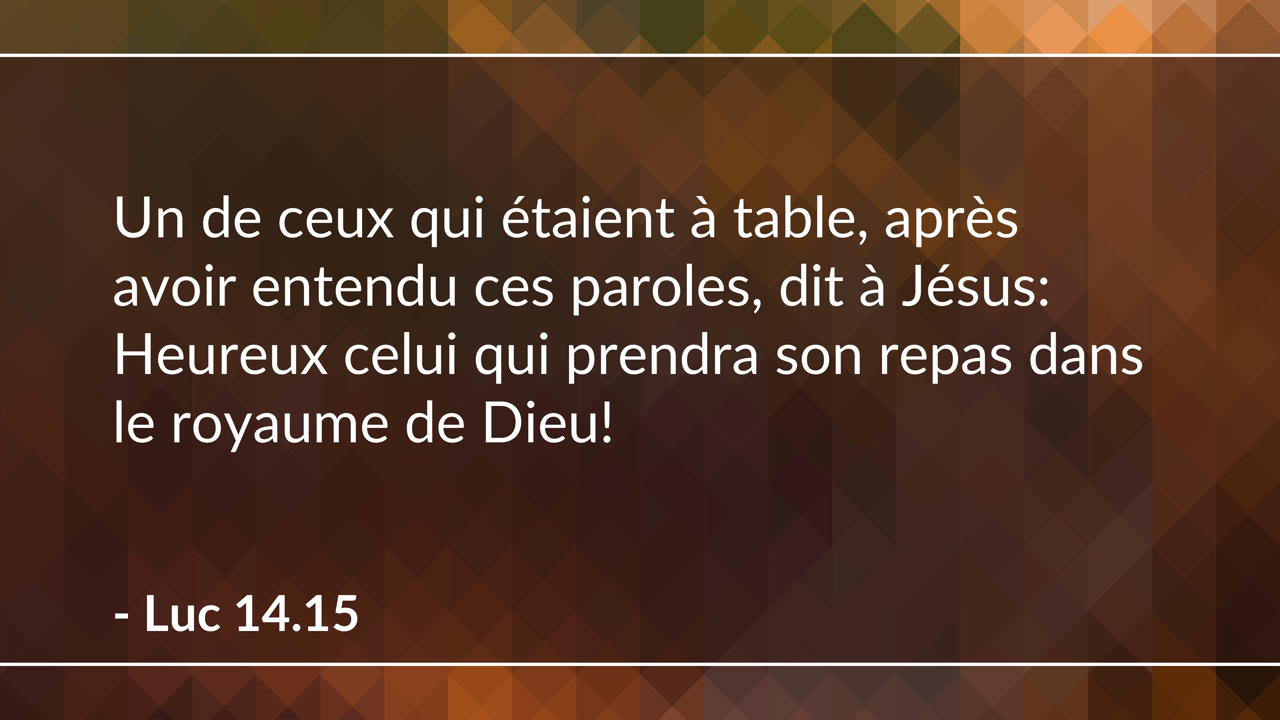 Un de ceux qui étaient à table, après
avoir entendu ces paroles, dit à Jésus:
Heureux celui qui prendra son repas dans
le royaume de Dieu!
- Luc 14.15